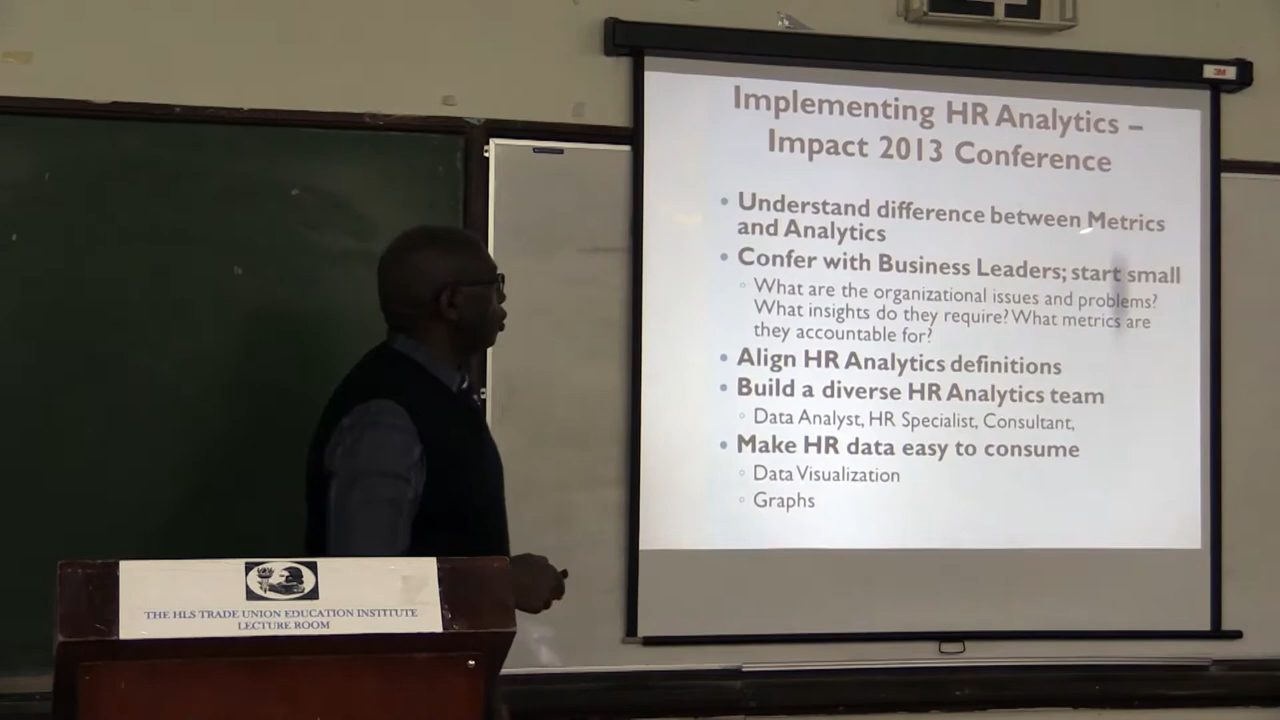 3M
Implementing HR Analytics –
Impact 2013 Conference
• Understand difference between Metrics
and Analytics
• Confer with Business Leaders; start small
◦ What are the organizational issues and problems?
What insights do they require? What metrics are
they accountable for?
• Align HR Analytics definitions
• Build a diverse HR Analytics team
◦ Data Analyst, HR Specialist, Consultant,
• Make HR data easy to consume
◦ Data Visualization
◦ Graphs
THE HLS TRADE UNION EDUCATION INSTITUTE
LECTURE ROOM